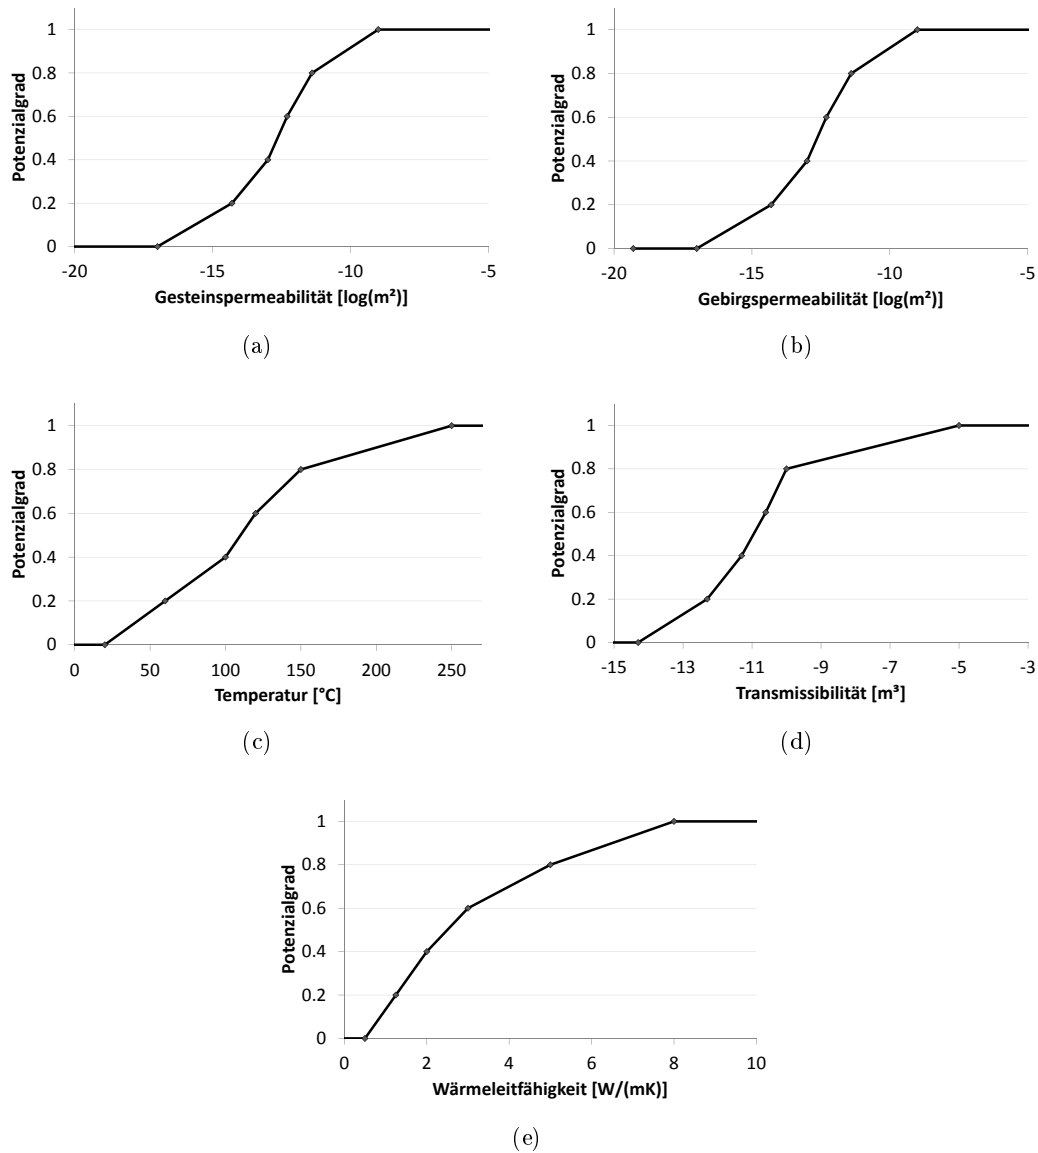 1
0.8
0.6
0.4
0.2
0
Potenzialgrad
-20 -15 -10 -5
Gesteinspermeabilität [log(m²)]
(a)
1
0.8
0.6
0.4
0.2
0
Potenzialgrad
-20 -15 -10 -5
Gebirgspermeabilität [log(m²)]
(b)
1
0.8
0.6
0.4
0.2
0
Potenzialgrad
0 50 100 150 200 250
Temperatur [°C]
(c)
1
0.8
0.6
0.4
0.2
0
Potenzialgrad
-15 -13 -11 -9 -7 -5 -3
Transmissibilität [m³]
(d)
1
0.8
0.6
0.4
0.2
0
Potenzialgrad
0 2 4 6 8 10
Wärmeleitfähigkeit [W/(mK)]
(e)